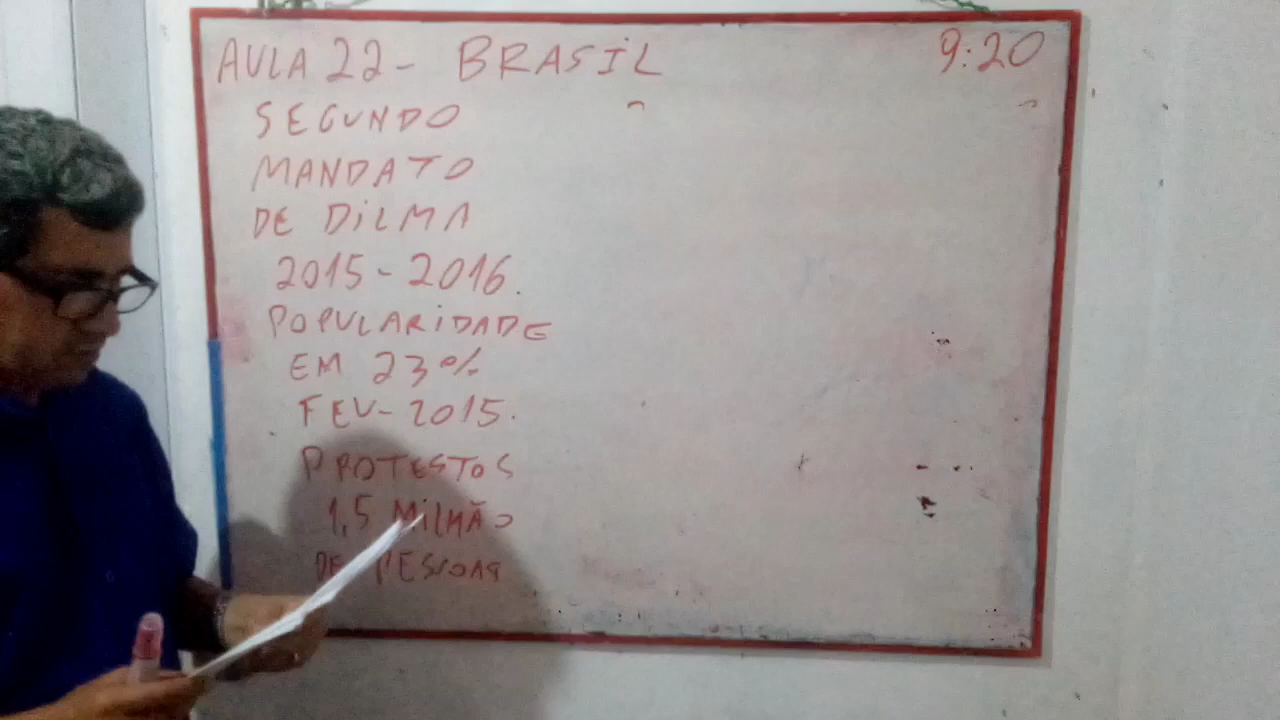 AULA 22 - BRASIL 9:20
SEGUNDO
MANDATO
DE DILMA
2015 - 2016.
POPULARIDADE
EM 23%
FEV - 2015.
PROTESTOS
1,5 MILHÃO
DE PESSOAS